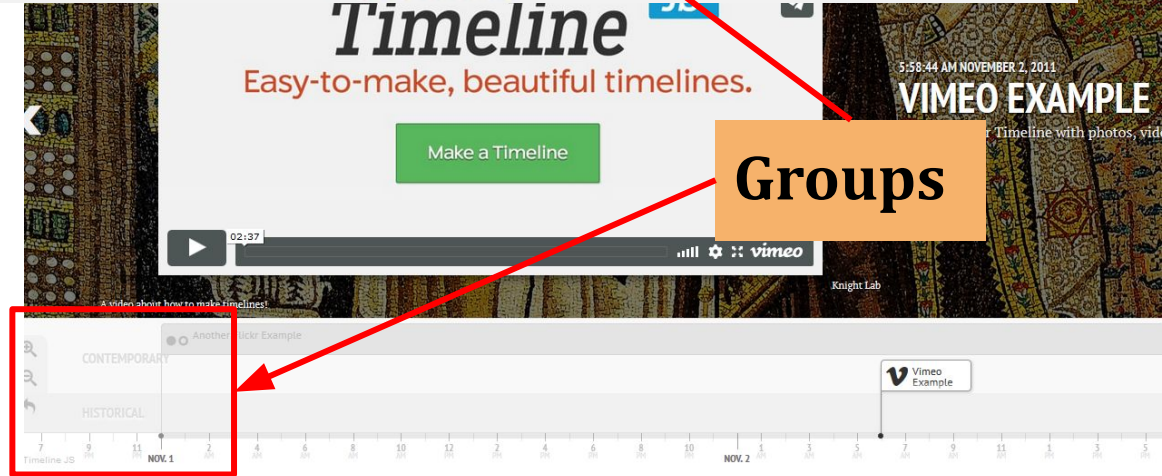 Timeline JS
Easy-to-make, beautiful timelines.
Make a Timeline
5:58:44 AM NOVEMBER 2, 2011
VIMEO EXAMPLE
r Timeline with photos, vide
Groups
02:37
vimeo
A video about how to make timelines!
Knight Lab
Another Flickr Example
CONTEMPORARY
Vimeo
Example
HISTORICAL
7 9 11 2 4 6 8 10 12 2 4 6 8 10 1 3 5 7 9 11 1 3 5
Timeline JS
NOV. 1
NOV. 2